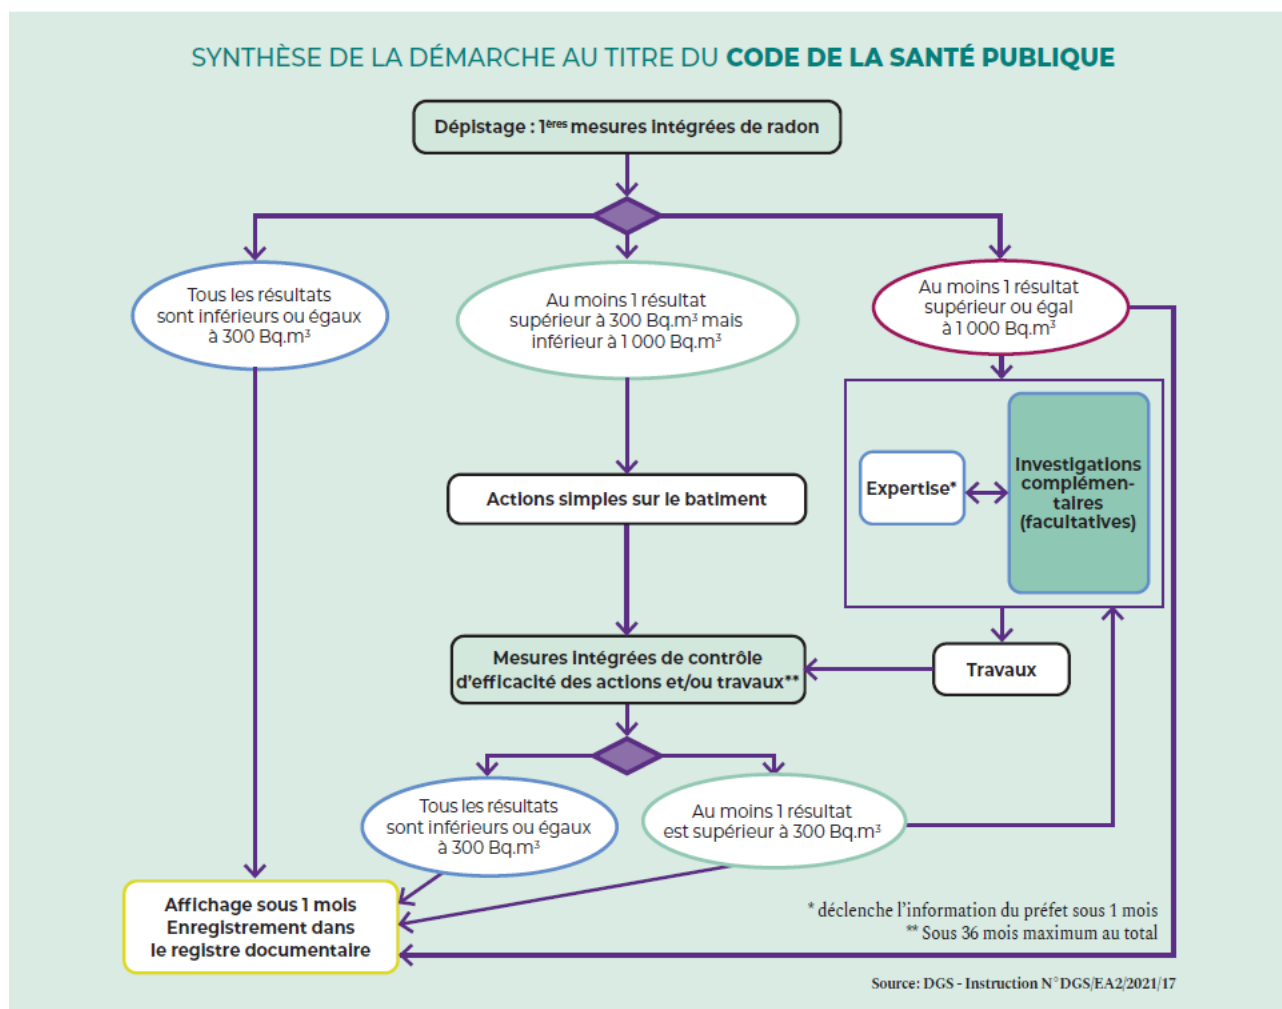 SYNTHÈSE DE LA DÉMARCHE AU TITRE DU CODE DE LA SANTÉ PUBLIQUE
Dépistage : 1ères mesures intégrées de radon
Tous les résultats
sont inférieurs ou égaux
à 300 Bq.m³
Au moins 1 résultat
supérieur à 300 Bq.m³ mais
inférieur à 1 000 Bq.m³
Au moins 1 résultat
supérieur ou égal
à 1 000 Bq.m³
Expertise*
Investigations
complémen-
taires
(facultatives)
Actions simples sur le batiment
Mesures intégrées de contrôle
d'efficacité des actions et/ou travaux**
Travaux
Tous les résultats
sont inférieurs ou égaux
à 300 Bq.m³
Au moins 1 résultat
est supérieur à 300 Bq.m³
Affichage sous 1 mois
Enregistrement dans
le registre documentaire
* déclenche l'information du préfet sous 1 mois
** Sous 36 mois maximum au total
Source: DGS - Instruction N°DGS/EA2/2021/17